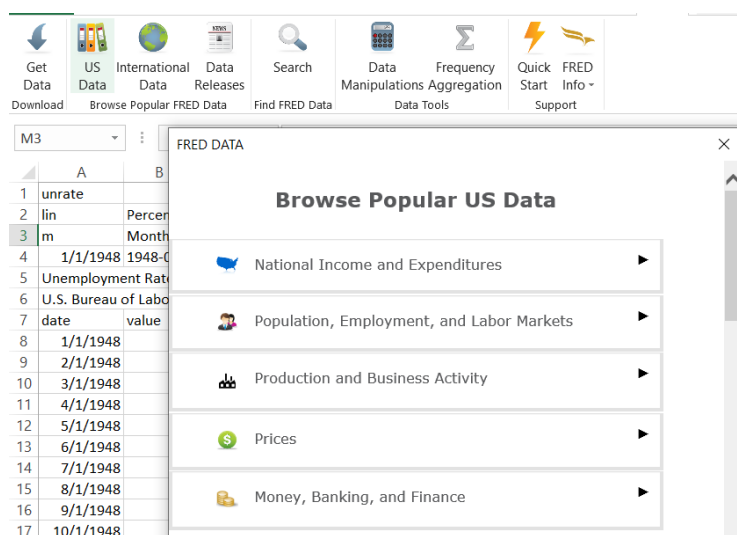 NEWS
Get US International Data Search Data Frequency Quick FRED
Data Data Data Releases Manipulations Aggregation Start Info
Download Browse Popular FRED Data Find FRED Data Data Tools Support
M3
FRED DATA
A B
1 unrate
2 lin
3 m
4 1/1/1948
5 Unemployment
6 U.S. Bureau of
7 date value
8 1/1/1948
9 2/1/1948
10 3/1/1948
11 4/1/1948
12 5/1/1948
13 6/1/1948
14 7/1/1948
15 8/1/1948
16 9/1/1948
17 10/1/1948
Browse Popular US Data
National Income and Expenditures
Population, Employment, and Labor Markets
Production and Business Activity
Prices
Money, Banking, and Finance